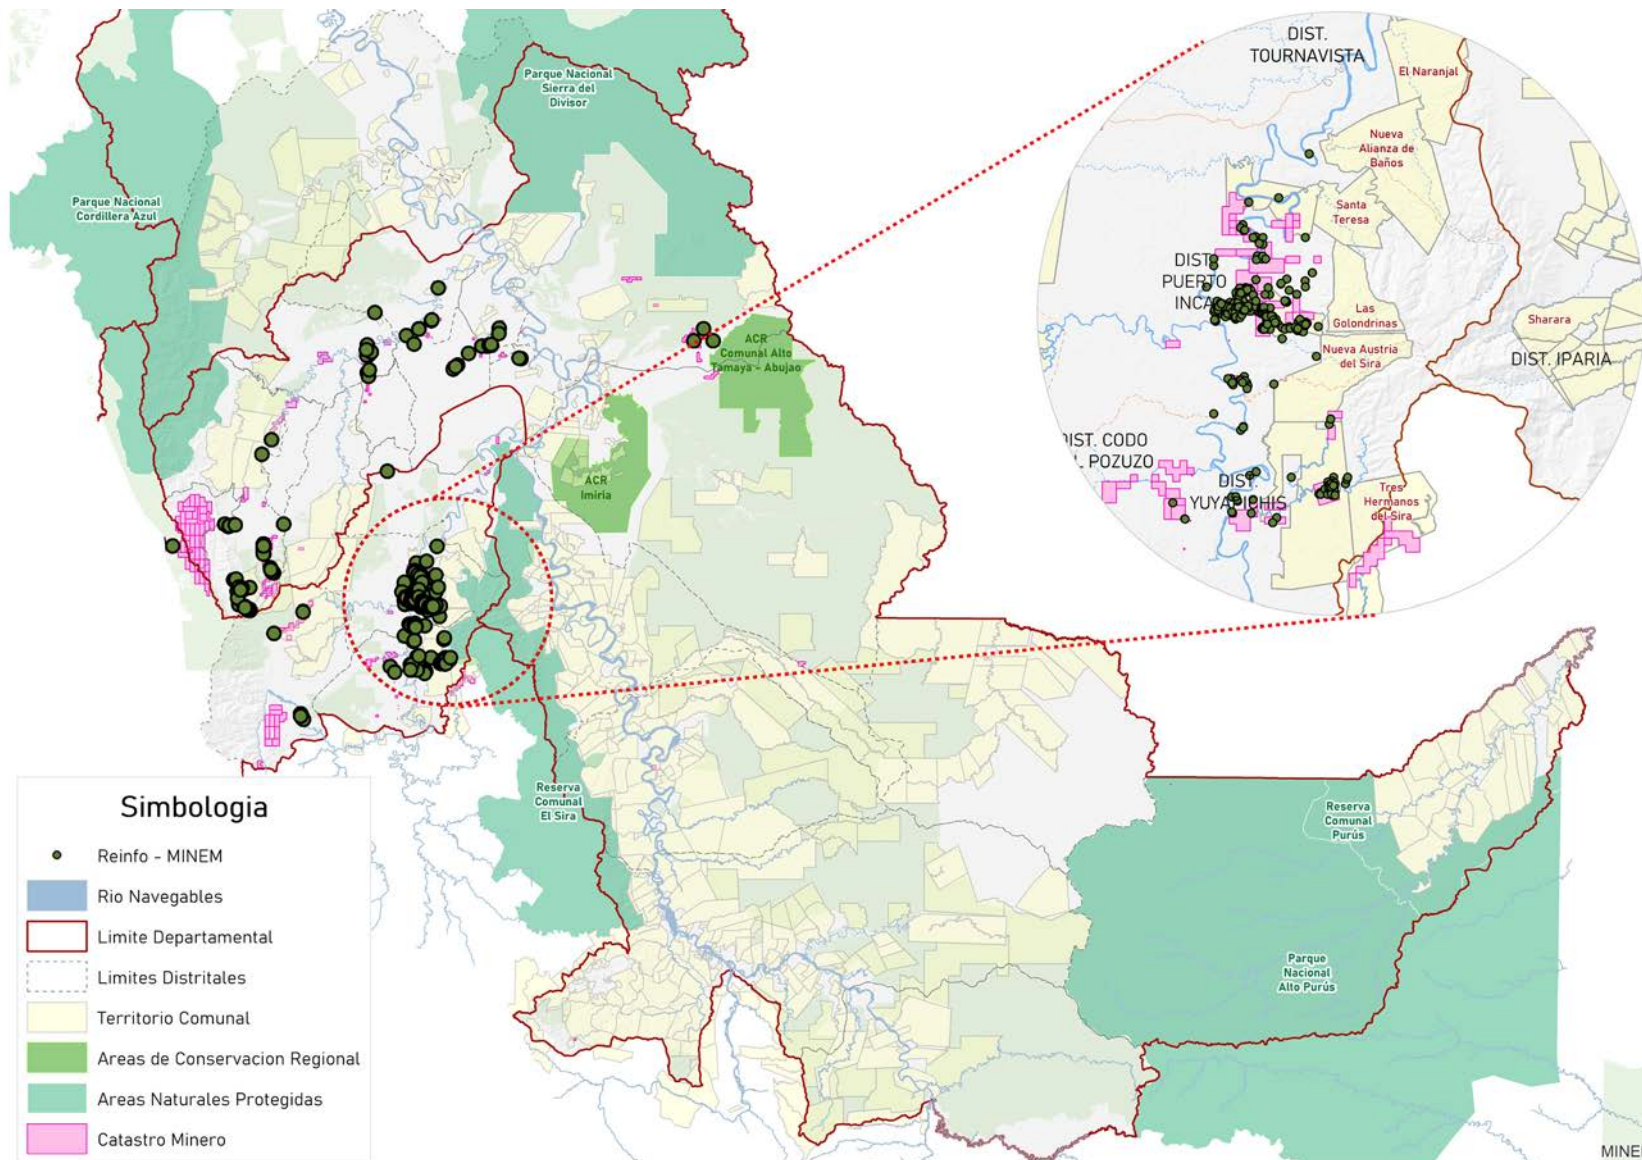 Parque Nacional
Sierra del
Divisor
Parque Nacional
Cordillera Azul
ACR
Comunal Alto
Tamaya - Abujao
ACR
Imiria
Reserva
Comunal
El Sira
Reserva
Comunal
Purús
Parque
Nacional
Alto Purús
DIST.
TOURNAVISTA
El Naranjal
Nueva
Alianza de
Baños
Santa
Teresa
DIST.
PUERTO
INCA
Las
Golondrinas
Nueva Austria
del Sira
Sharara
DIST. IPARIA
DIST. CODO
L POZUZO
DIST.
YUYAPICHIS
Tres
Hermanos
del Sira
Simbologia
Reinfo - MINEM
Rio Navegables
Limite Departamental
Limites Distritales
Territorio Comunal
Areas de Conservacion Regional
Areas Naturales Protegidas
Catastro Minero
MINE